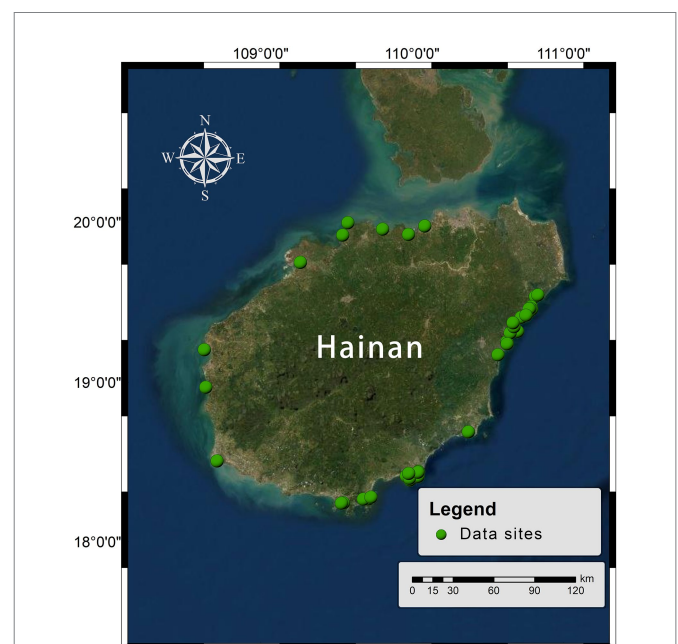 109°0'0" 110°0'0" 111°0'0"
N
W E
S
20°0'0"
Hainan
19°0'0"
Legend
Data sites
18°0'0"
km
0 15 30 60 90 120